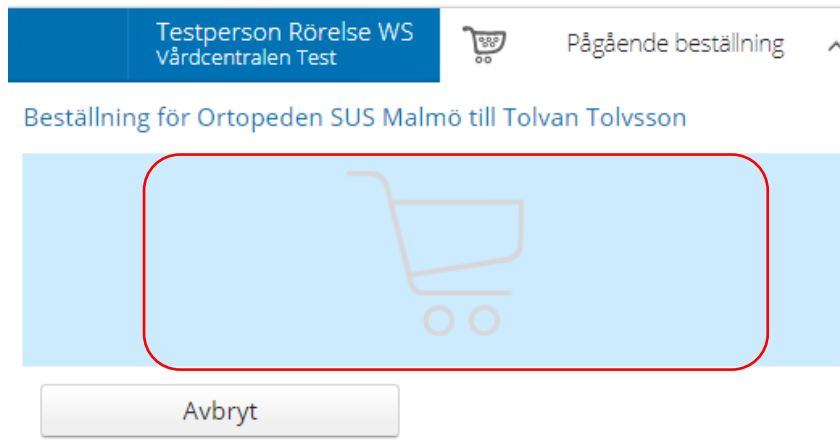 Testperson Rörelse WS
Vårdcentralen Test
Pågående beställning
Beställning för Ortopeden SUS Malmö till Tolvan Tolvsson
Avbryt